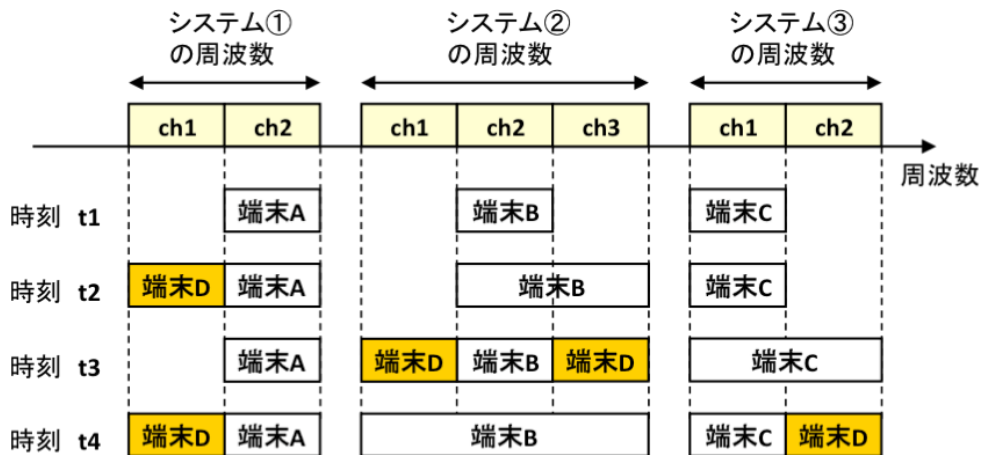 システム①
の周波数
システム②
の周波数
システム③
の周波数
ch1 ch2 ch1 ch2 ch3 ch1 ch2
周波数
時刻 t1 端末A 端末B 端末C
時刻 t2 端末D 端末A 端末B 端末C
時刻 t3 端末A 端末D 端末B 端末D 端末C
時刻 t4 端末D 端末A 端末B 端末C 端末D